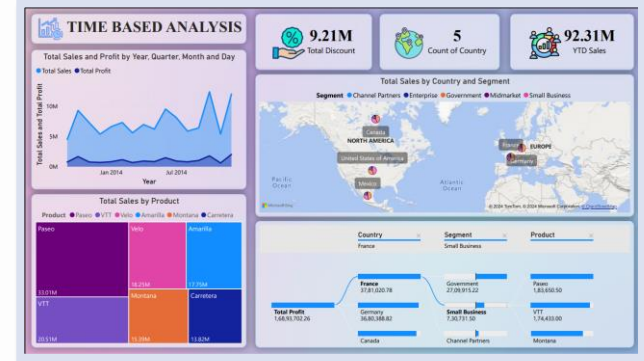 TIME BASED ANALYSIS
9.21M
Total Discount
5
Count of Country
92.31M
YTD Sales
Total Sales and Profit by Year, Quarter, Month and Day
Total Sales Total Profit
Total Sales and Total Profit
10M
5M
0M
Jan 2014
Jul 2014
Year
Total Sales by Country and Segment
Segment Channel Partners Enterprise Government Midmarket Small Business
Canada
NORTH AMERICA
United States of America
Mexico
Pacific
Ocean
Atlantic
Ocean
France
EUROPE
Germany
Total Sales by Product
Product Paseo VTT Velo Amarilla Montana Carretera
Paseo
33.01M
VTT
20.51M
Velo
18.25M
Amarilla
17.75M
Montana
15.39M
Carretera
13.82M
Country
France
Segment
Small Business
Product
Total Profit
1,68,93,702.26
France
37,81,020.78
Germany
36,80,388.82
Canada
Government
27,09,915.22
Small Business
7,30,731.50
Channel Partners
Paseo
1,83,650.50
VTT
1,74,433.00
Montana